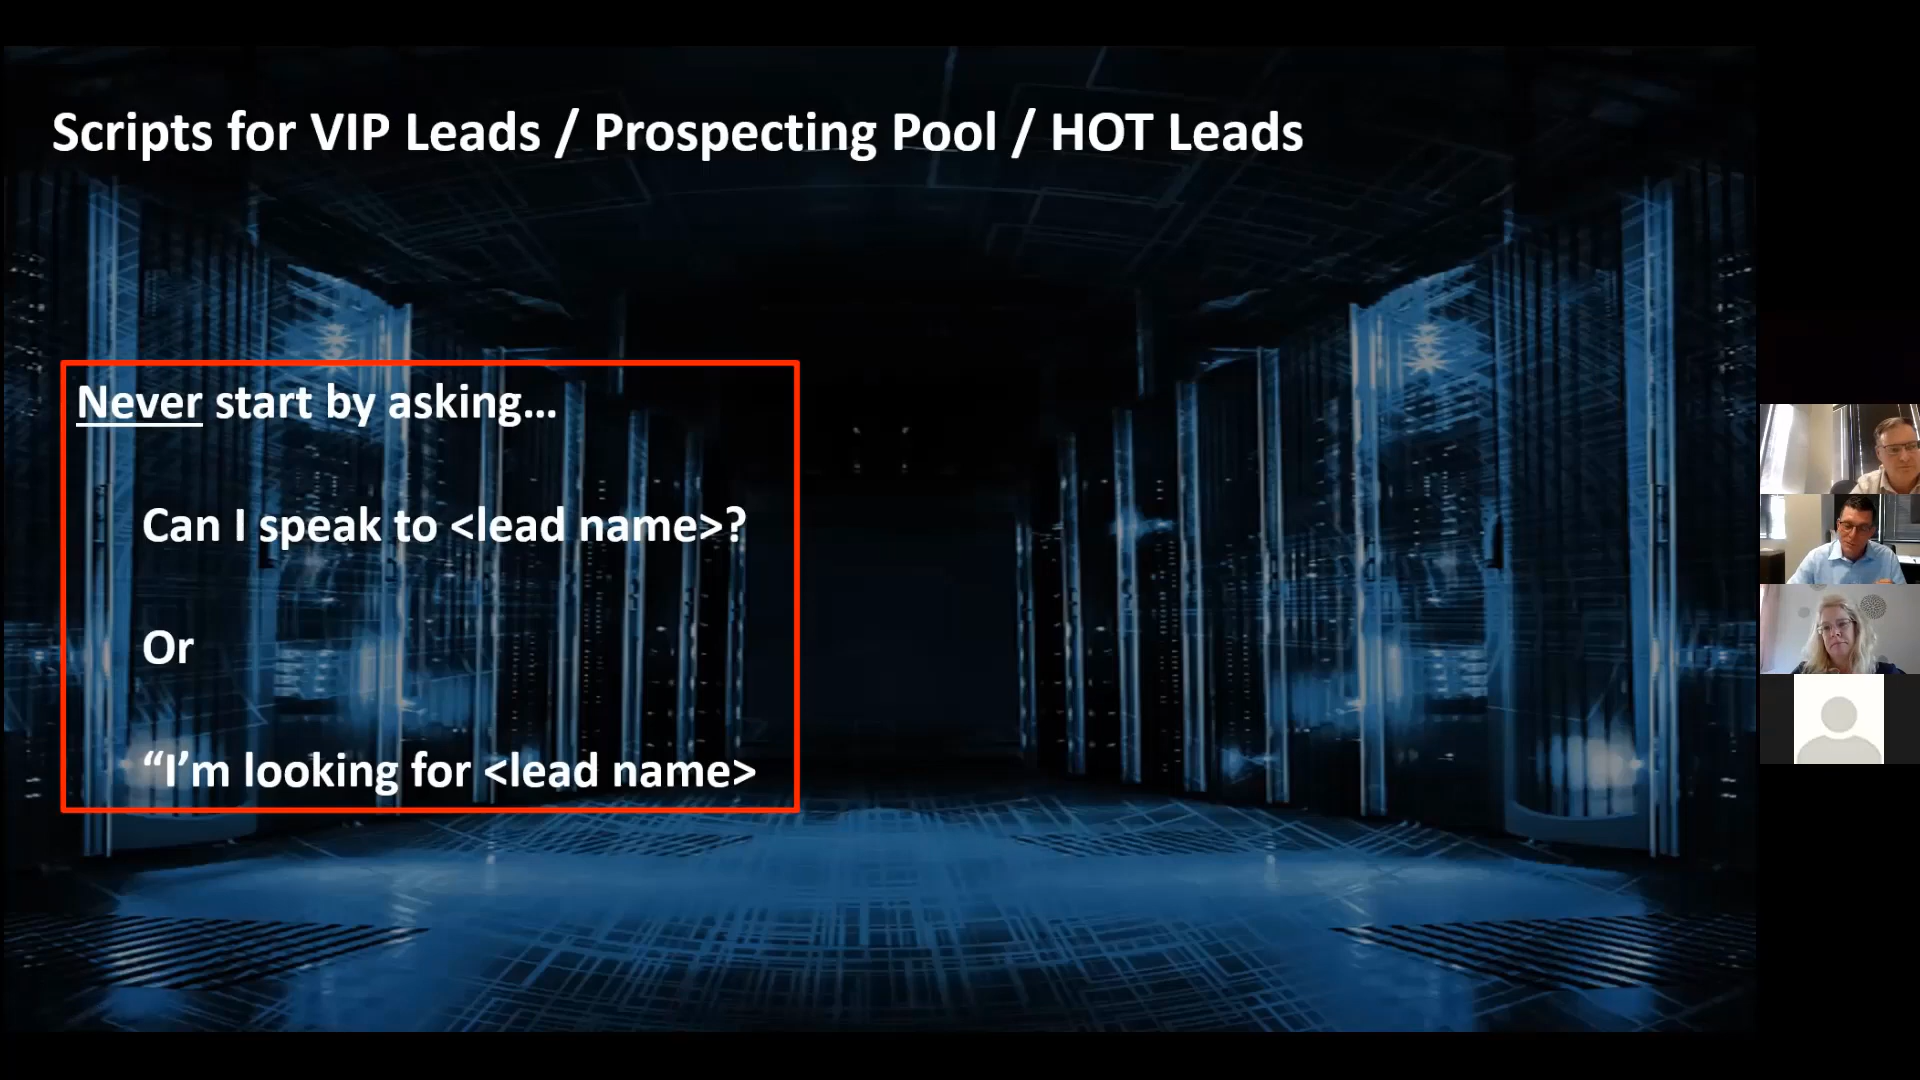 Scripts for VIP Leads / Prospecting Pool / HOT Leads
Never start by asking…
Can I speak to <lead name>?
Or
“I’m looking for <lead name>